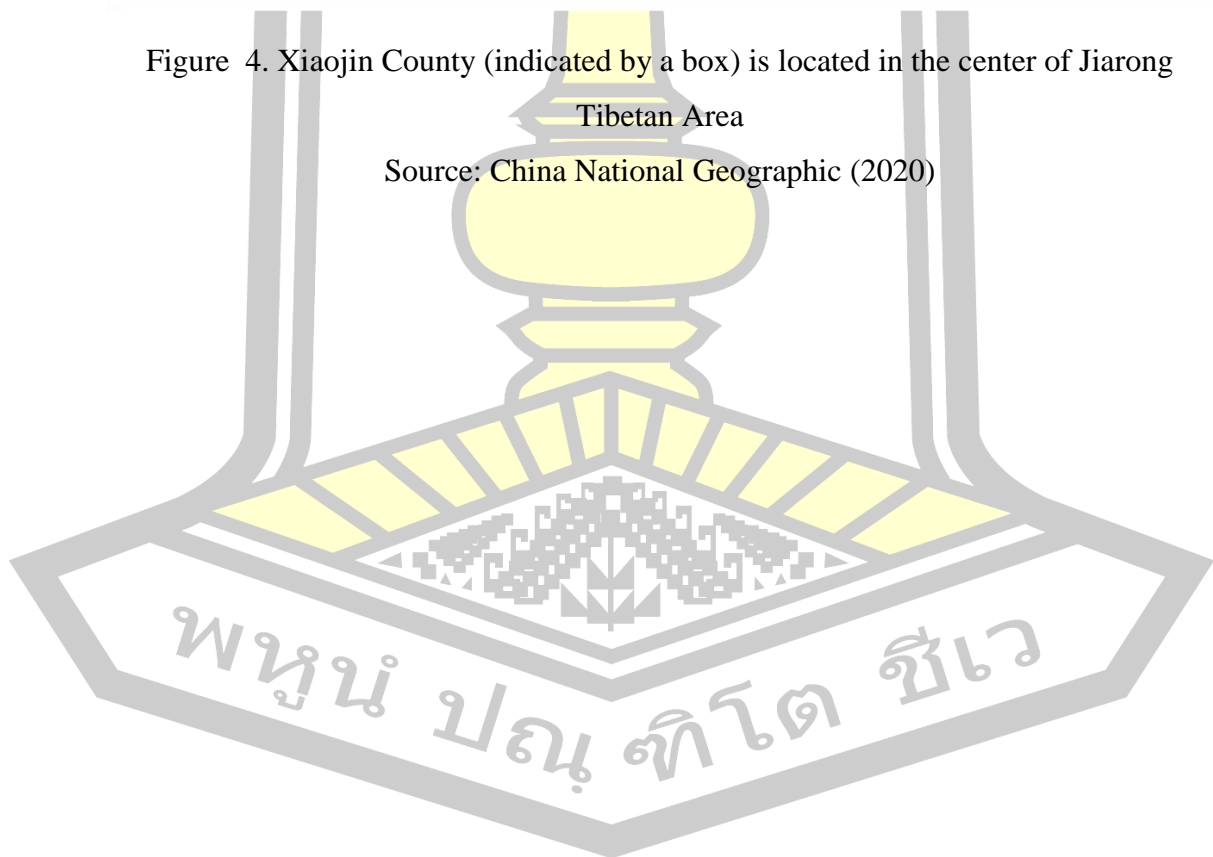 Figure  4. Xiaojin County (indicated by a box) is located in the center of Jiarong
Tibetan Area
Source: China National Geographic (2020)
พหูนํ ปณฺฑิโต ชีเว